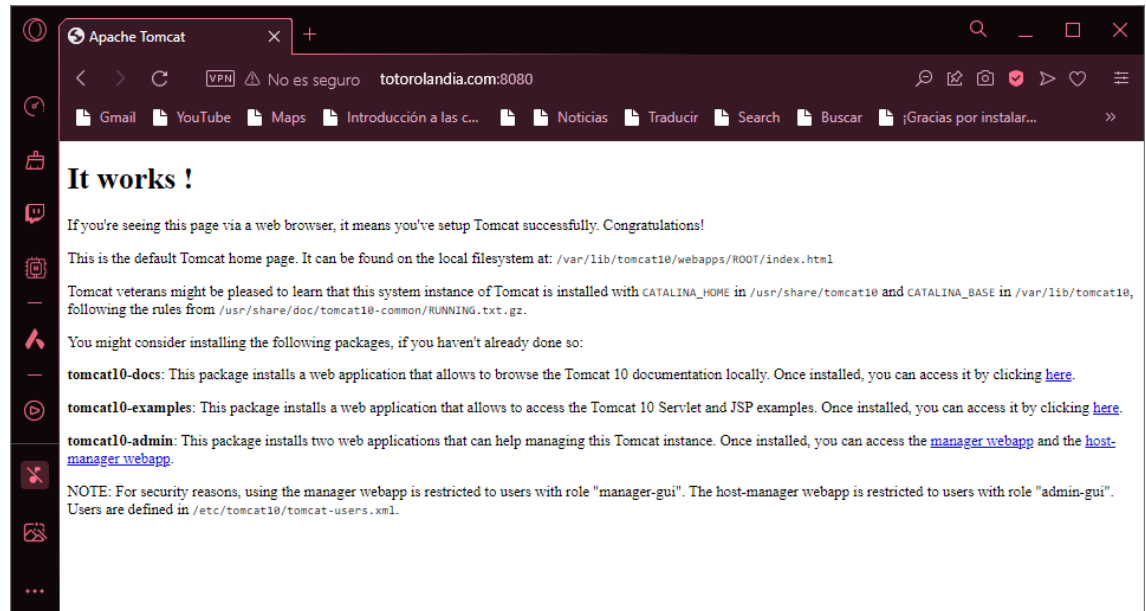 Apache Tomcat
VPN No es seguro totorolandia.com:8080
Gmail YouTube Maps Introducción a las c... Noticias Traducir Search Buscar ¡Gracias por instalar... »
It works !
If you're seeing this page via a web browser, it means you've setup Tomcat successfully. Congratulations!
This is the default Tomcat home page. It can be found on the local filesystem at: /var/lib/tomcat10/webapps/ROOT/index.html
Tomcat veterans might be pleased to learn that this system instance of Tomcat is installed with CATALINA_HOME in /usr/share/tomcat10 and CATALINA_BASE in /var/lib/tomcat10,
following the rules from /usr/share/doc/tomcat10-common/RUNNING.txt.gz.
You might consider installing the following packages, if you haven't already done so:
tomcat10-docs: This package installs a web application that allows to browse the Tomcat 10 documentation locally. Once installed, you can access it by clicking here.
tomcat10-examples: This package installs a web application that allows to access the Tomcat 10 Servlet and JSP examples. Once installed, you can access it by clicking here.
tomcat10-admin: This package installs two web applications that can help managing this Tomcat instance. Once installed, you can access the manager webapp and the host-
manager webapp.
NOTE: For security reasons, using the manager webapp is restricted to users with role "manager-gui". The host-manager webapp is restricted to users with role "admin-gui".
Users are defined in /etc/tomcat10/tomcat-users.xml.